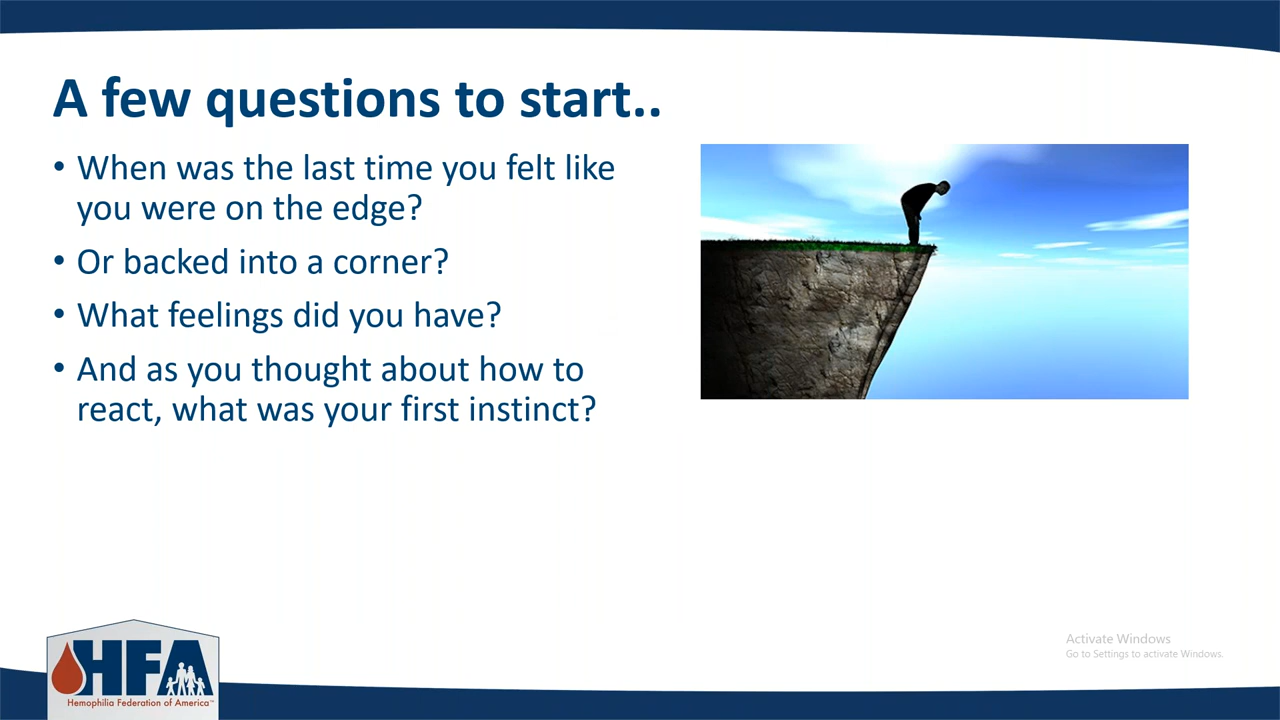 A few questions to start..
• When was the last time you felt like
you were on the edge?
• Or backed into a corner?
• What feelings did you have?
• And as you thought about how to
react, what was your first instinct?
HFA
Hemophilia Federation of America™
Activate Windows
Go to Settings to activate Windows.